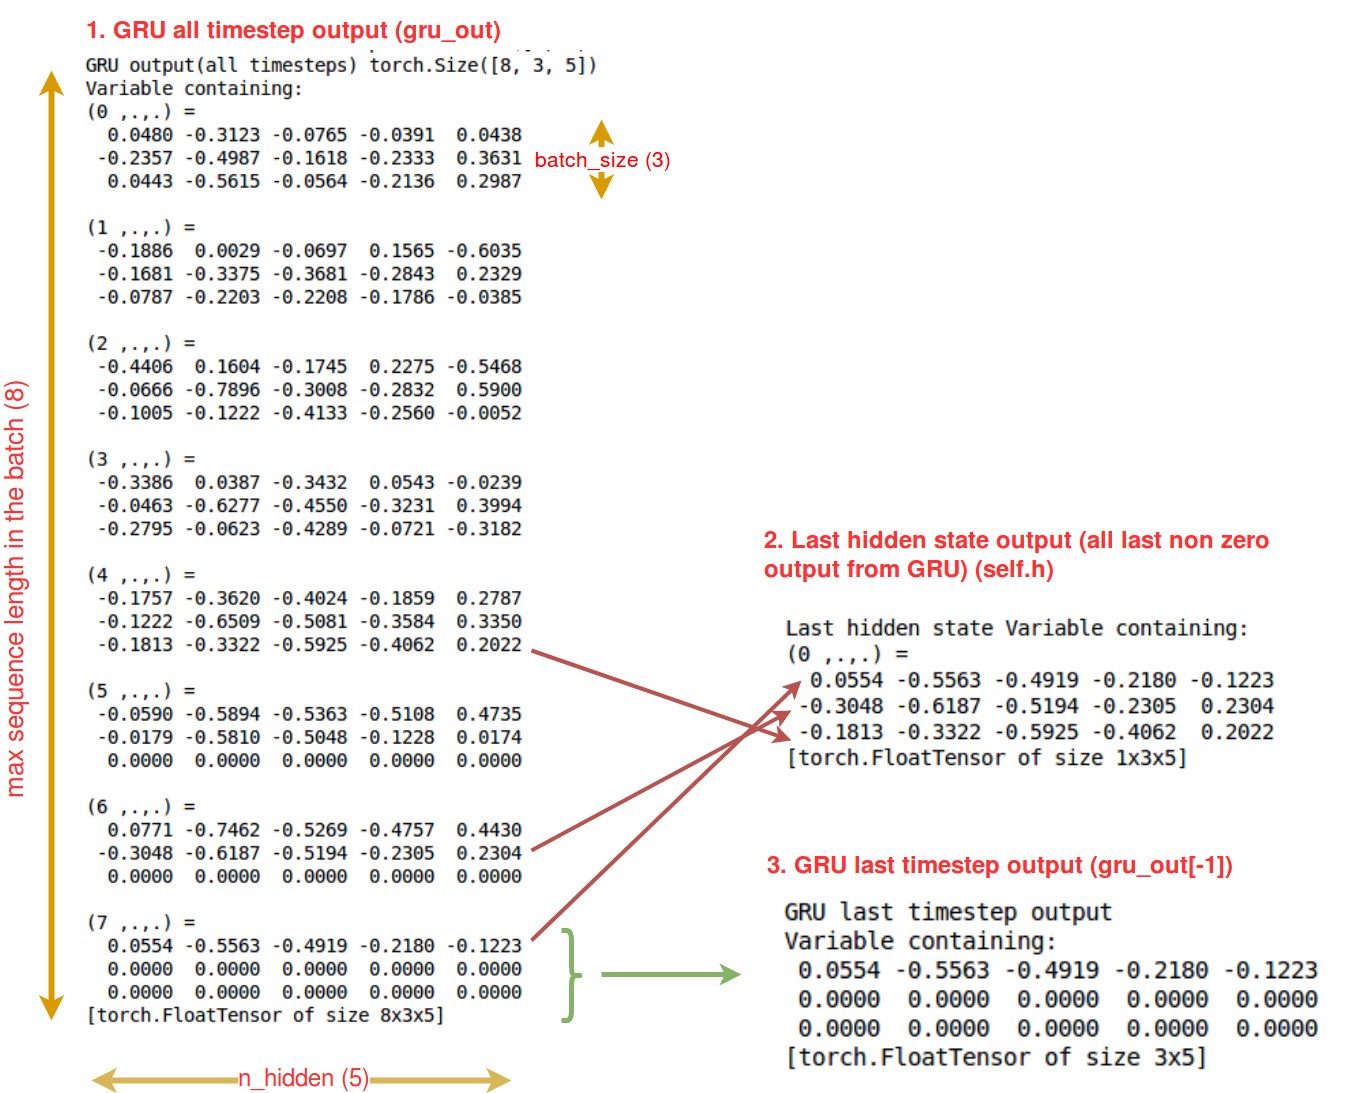 1. GRU all timestep output (gru_out)
GRU output(all timesteps) torch.Size([8, 3, 5])
Variable containing:
(0 ,.,.) =
0.0480 -0.3123 -0.0765 -0.0391 0.0438
-0.2357 -0.4987 -0.1618 -0.2333 0.3631
0.0443 -0.5615 -0.0564 -0.2136 0.2987
batch_size (3)
(1 ,.,.) =
-0.1886 0.0029 -0.0697 0.1565 -0.6035
-0.1681 -0.3375 -0.3681 -0.2843 0.2329
-0.0787 -0.2203 -0.2208 -0.1786 -0.0385
(2 ,.,.) =
-0.4406 0.1604 -0.1745 0.2275 -0.5468
-0.0666 -0.7896 -0.3008 -0.2832 0.5900
-0.1005 -0.1222 -0.4133 -0.2560 -0.0052
(3 ,.,.) =
-0.3386 0.0387 -0.3432 0.0543 -0.0239
-0.0463 -0.6277 -0.4550 -0.3231 0.3994
-0.2795 -0.0623 -0.4289 -0.0721 -0.3182
(4 ,.,.) =
-0.1757 -0.3620 -0.4024 -0.1859 0.2787
-0.1222 -0.6509 -0.5081 -0.3584 0.3350
-0.1813 -0.3322 -0.5925 -0.4062 0.2022
(5 ,.,.) =
-0.0590 -0.5894 -0.5363 -0.5108 0.4735
-0.0179 -0.5810 -0.5048 -0.1228 0.0174
0.0000 0.0000 0.0000 0.0000 0.0000
(6 ,.,.) =
0.0771 -0.7462 -0.5269 -0.4757 0.4430
-0.3048 -0.6187 -0.5194 -0.2305 0.2304
0.0000 0.0000 0.0000 0.0000 0.0000
(7 ,.,.) =
0.0554 -0.5563 -0.4919 -0.2180 -0.1223
0.0000 0.0000 0.0000 0.0000 0.0000
0.0000 0.0000 0.0000 0.0000 0.0000
[torch.FloatTensor of size 8x3x5]
n_hidden (5)
max sequence length in the batch (8)
2. Last hidden state output (all last non zero
output from GRU) (self.h)
Last hidden state Variable containing:
(0 ,.,.) =
0.0554 -0.5563 -0.4919 -0.2180 -0.1223
-0.3048 -0.6187 -0.5194 -0.2305 0.2304
-0.1813 -0.3322 -0.5925 -0.4062 0.2022
[torch.FloatTensor of size 1x3x5]
3. GRU last timestep output (gru_out[-1])
GRU last timestep output
Variable containing:
0.0554 -0.5563 -0.4919 -0.2180 -0.1223
0.0000 0.0000 0.0000 0.0000 0.0000
0.0000 0.0000 0.0000 0.0000 0.0000
[torch.FloatTensor of size 3x5]